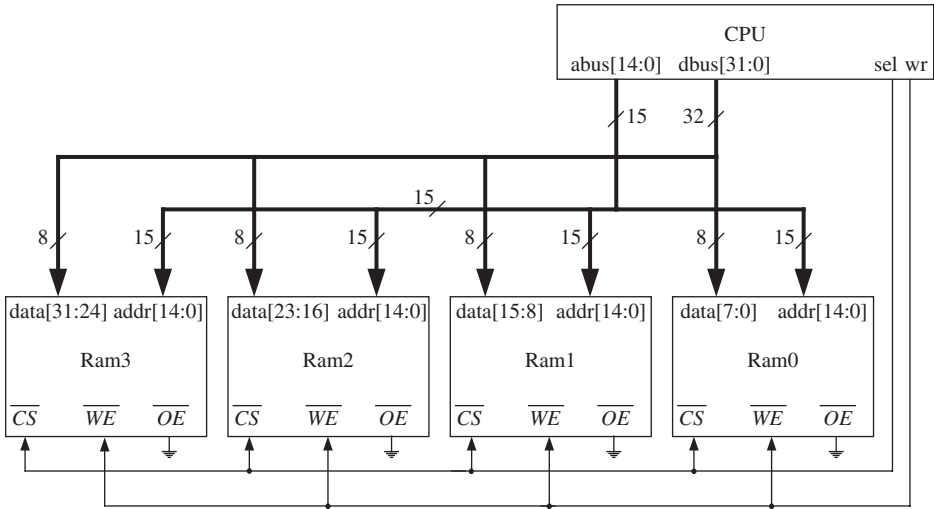 CPU
abus[14:0] dbus[31:0] sel wr
15 32
15
8 15 8 15 8 15 8 15
data[31:24] addr[14:0] data[23:16] addr[14:0] data[15:8] addr[14:0] data[7:0] addr[14:0]
Ram3 Ram2 Ram1 Ram0
CS WE OE CS WE OE CS WE OE CS WE OE